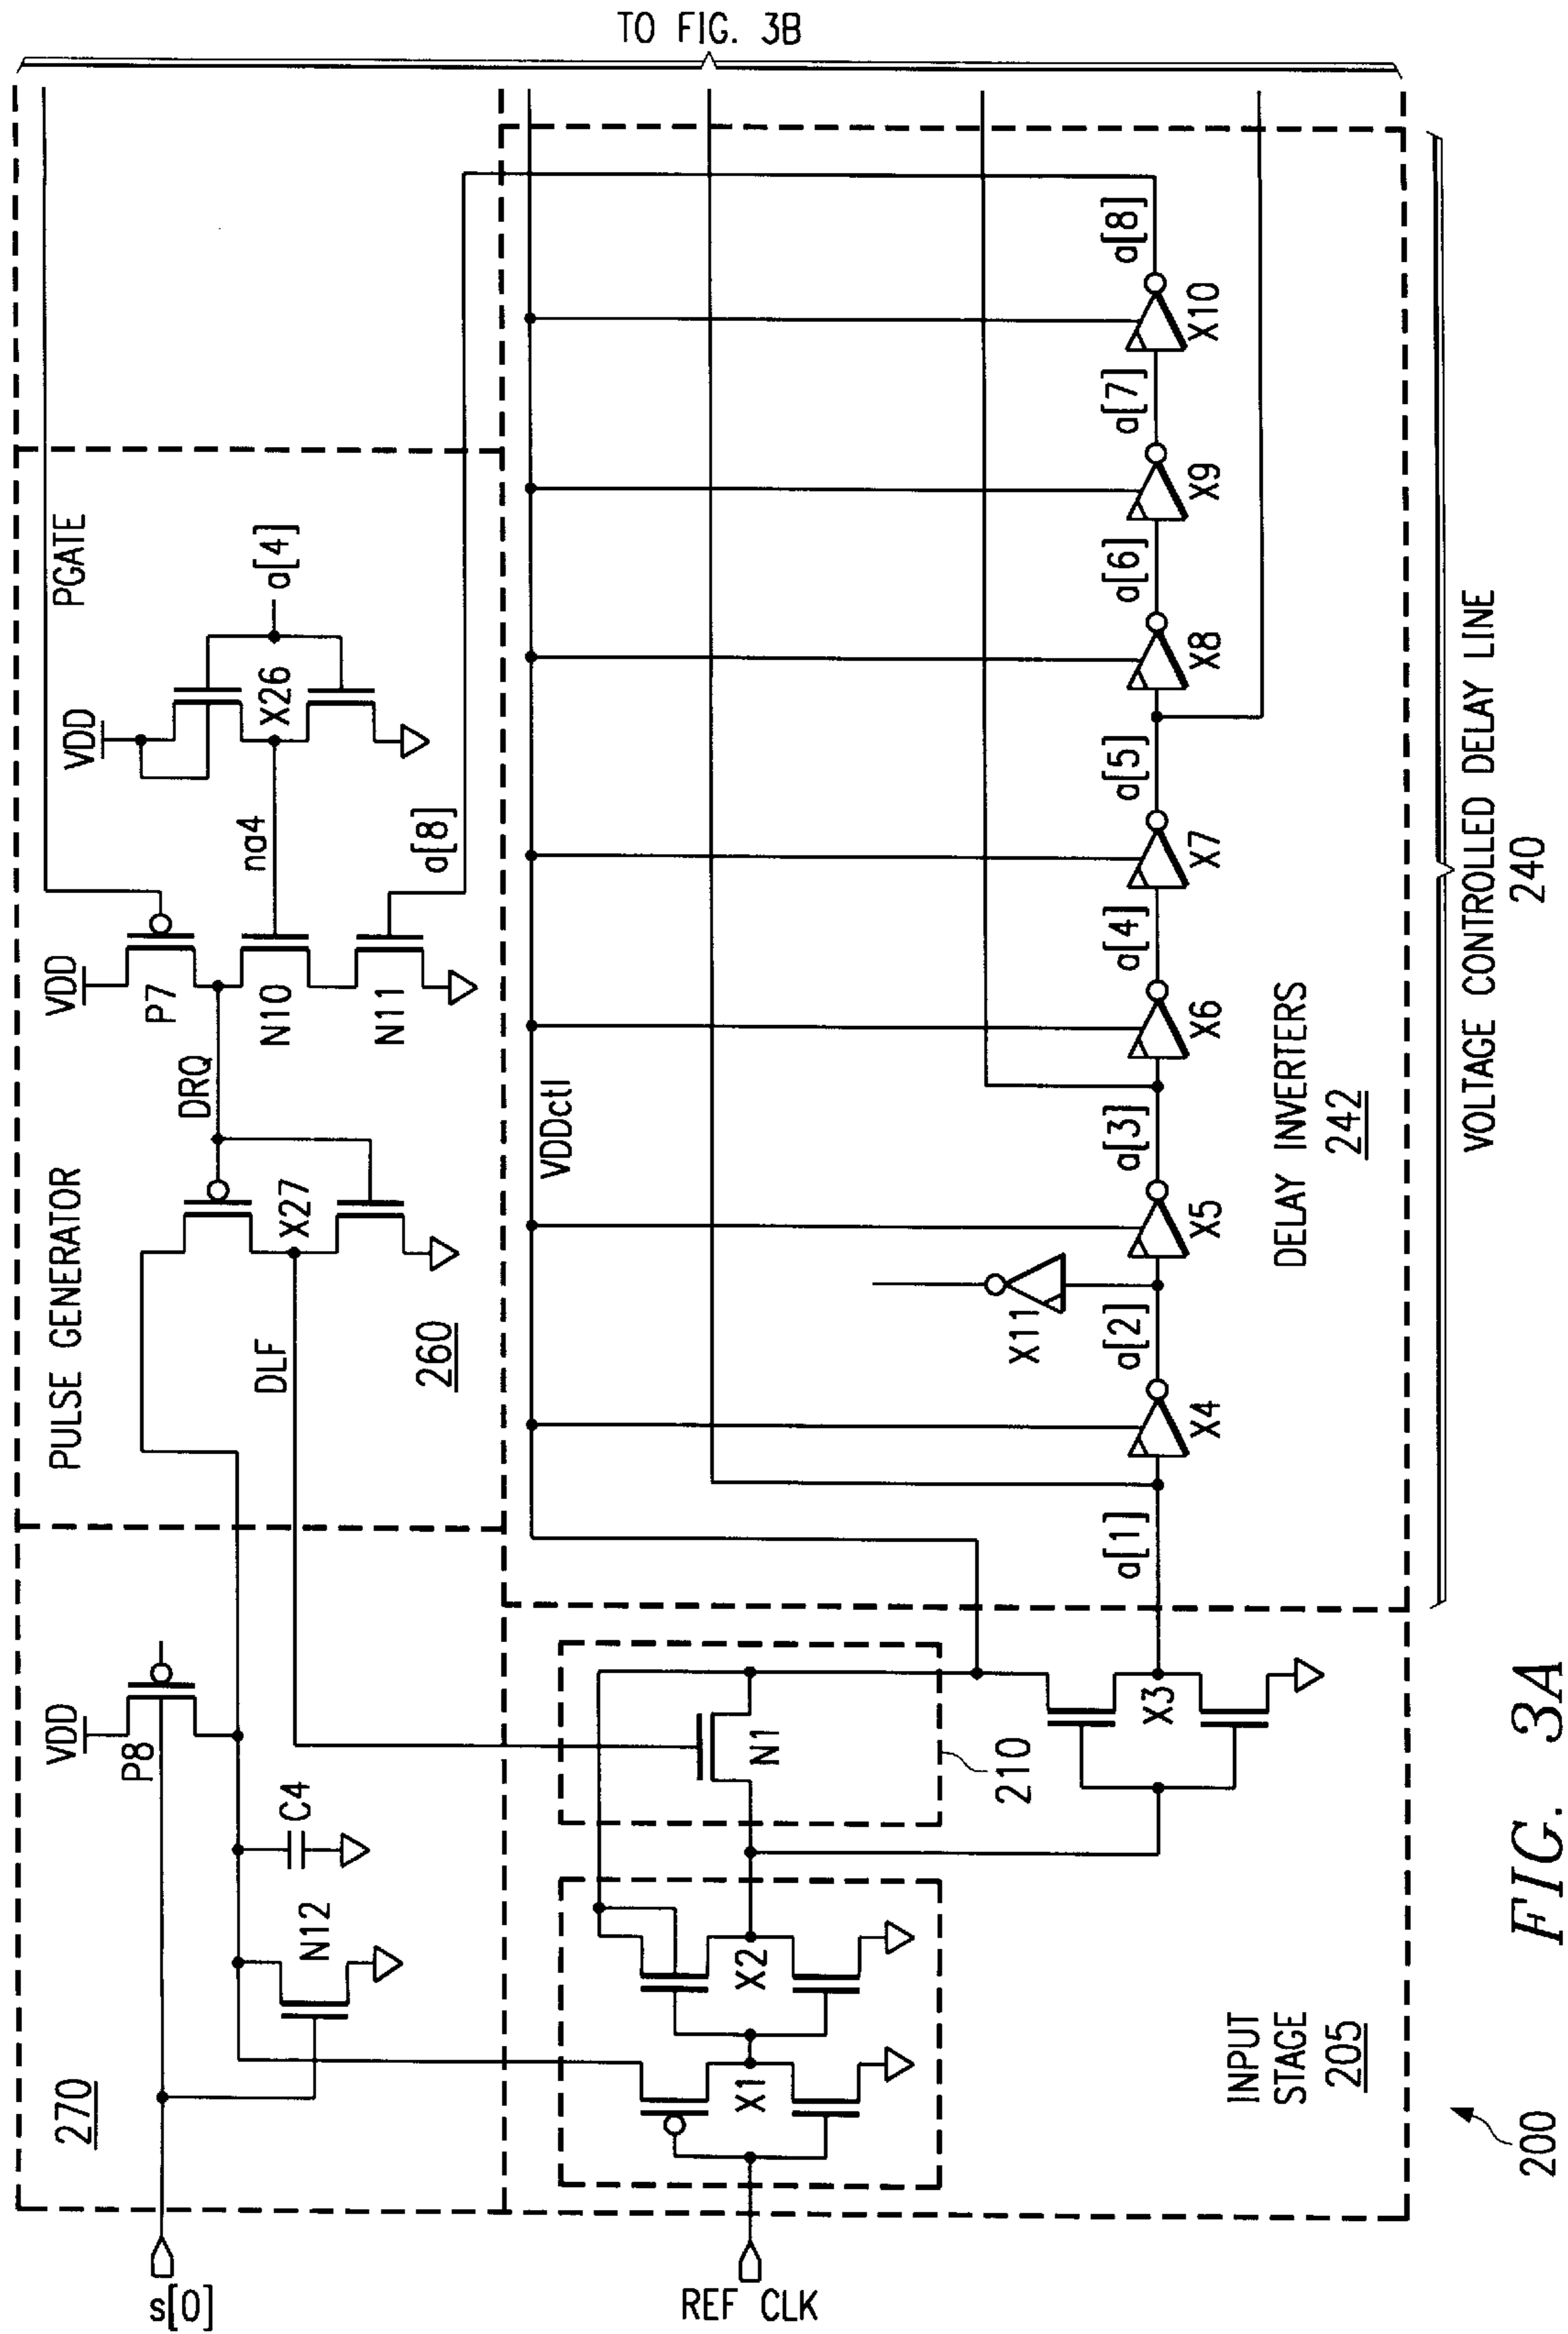 TO FIG. 3B
s[0]
270
VDD
P8
C4
N12
PULSE GENERATOR
DLF
260
X27
DRQ
VDD
P7
N10
N11
na4
a[8]
VDD
X26
a[4]
PGATE
REF CLK
X1
X2
N1
210
X3
INPUT
STAGE
205
VDDctl
a[1]
X4
a[2]
X11
X5
a[3]
X6
a[4]
X7
a[5]
X8
a[6]
X9
a[7]
X10
a[8]
DELAY INVERTERS
242
VOLTAGE CONTROLLED DELAY LINE
240
200
FIG. 3A